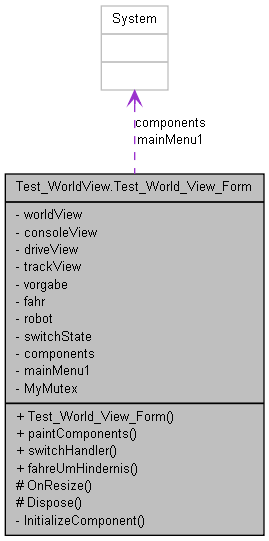 System
components
mainMenu1
Test_WorldView.Test_World_View_Form
- worldView
- consoleView
- driveView
- trackView
- vorgabe
- fahr
- robot
- switchState
- components
- mainMenu1
- MyMutex
+ Test_World_View_Form()
+ paintComponents()
+ switchHandler()
+ fahreUmHindernis()
# OnResize()
# Dispose()
- InitializeComponent()